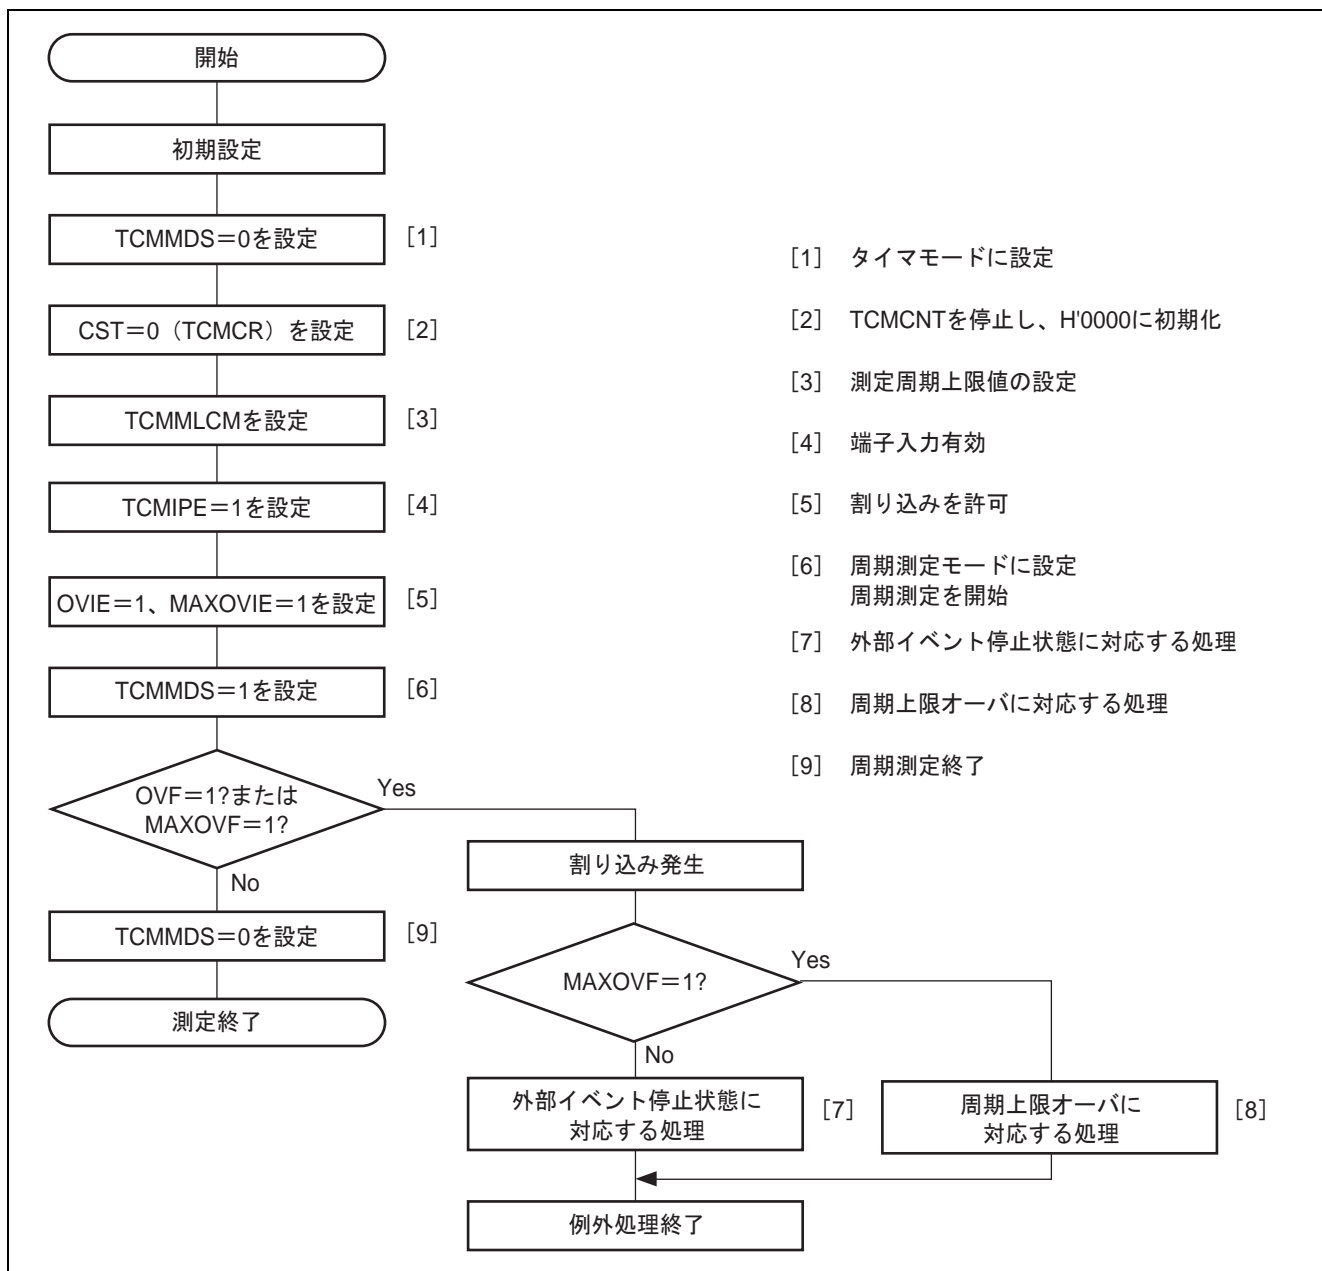 開始
初期設定
TCMMDS＝0を設定 [1]
CST＝0（TCMCR）を設定 [2]
TCMMLCMを設定 [3]
TCMIPE＝1を設定 [4]
OVIE＝1、MAXOVIE＝1を設定 [5]
TCMMDS＝1を設定 [6]
OVF＝1?または
MAXOVF＝1?
Yes
No
TCMMDS＝0を設定 [9]
測定終了
割り込み発生
MAXOVF＝1?
Yes
No
外部イベント停止状態に
対応する処理
[7]
周期上限オーバに
対応する処理
[8]
例外処理終了
[1] タイマモードに設定
[2] TCMCNTを停止し、H'0000に初期化
[3] 測定周期上限値の設定
[4] 端子入力有効
[5] 割り込みを許可
[6] 周期測定モードに設定
周期測定を開始
[7] 外部イベント停止状態に対応する処理
[8] 周期上限オーバに対応する処理
[9] 周期測定終了